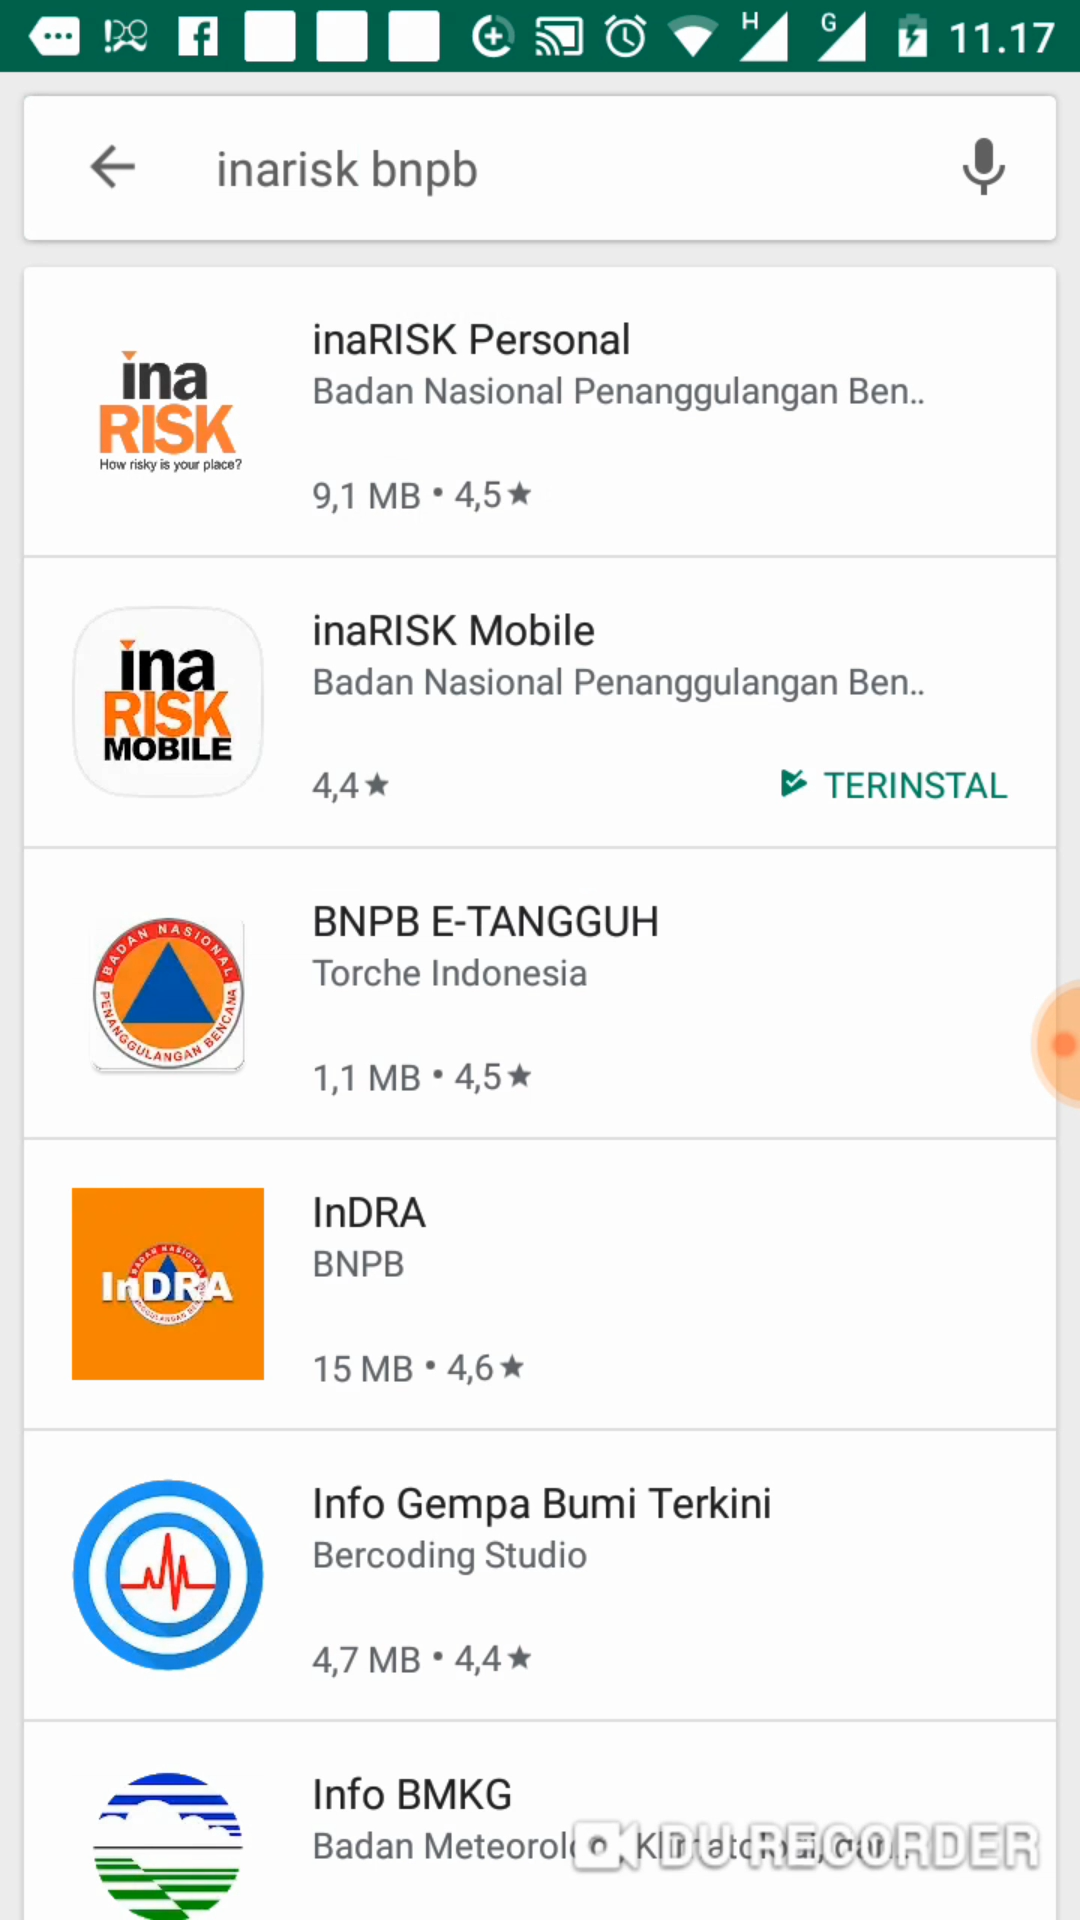 H G 11.17
inarisk bnpb
ina
RISK
How risky is your place?
inaRISK Personal
Badan Nasional Penanggulangan Ben..
9,1 MB • 4,5★
ina
RISK
MOBILE
inaRISK Mobile
Badan Nasional Penanggulangan Ben..
4,4★
TERINSTAL
BADAN NASIONAL
PENANGGULANGAN BENCANA
BNPB E-TANGGUH
Torche Indonesia
1,1 MB • 4,5★
InDRA
InDRA
BNPB
15 MB • 4,6★
Info Gempa Bumi Terkini
Bercoding Studio
4,7 MB • 4,4★
Info BMKG
Badan Meteorolo
DU RECORDER